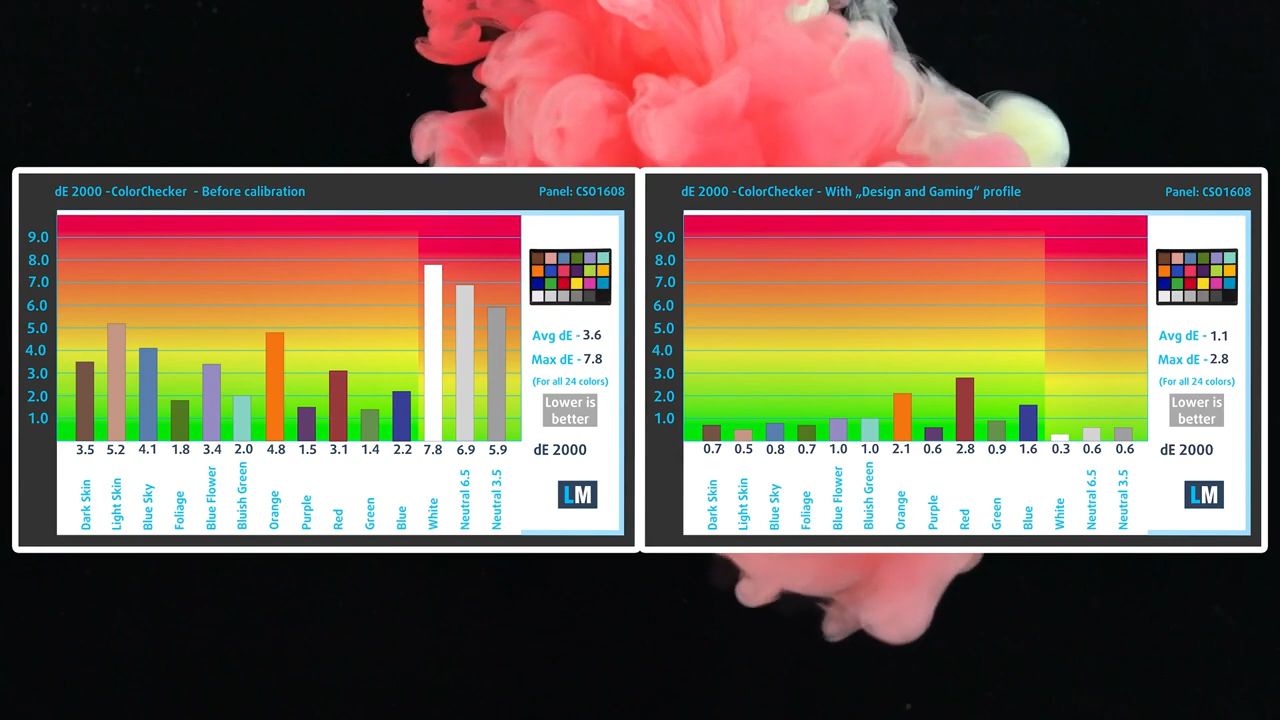 dE 2000 -ColorChecker - Before calibration
Panel: CSO1608
9.0
8.0
7.0
6.0
5.0
4.0
3.0
2.0
1.0
3.5 5.2 4.1 1.8 3.4 2.0 4.8 1.5 3.1 1.4 2.2 7.8 6.9 5.9
Dark Skin
Light Skin
Blue Sky
Foliage
Blue Flower
Bluish Green
Orange
Purple
Red
Green
Blue
White
Neutral 6.5
Neutral 3.5
Avg dE - 3.6
Max dE - 7.8
(For all 24 colors)
Lower is
better
dE 2000
LM
dE 2000 -ColorChecker - With „Design and Gaming“ profile
Panel: CSO1608
9.0
8.0
7.0
6.0
5.0
4.0
3.0
2.0
1.0
0.7 0.5 0.8 0.7 1.0 1.0 2.1 0.6 2.8 0.9 1.6 0.3 0.6 0.6
Dark Skin
Light Skin
Blue Sky
Foliage
Blue Flower
Bluish Green
Orange
Purple
Red
Green
Blue
White
Neutral 6.5
Neutral 3.5
Avg dE - 1.1
Max dE - 2.8
(For all 24 colors)
Lower is
better
dE 2000
LM